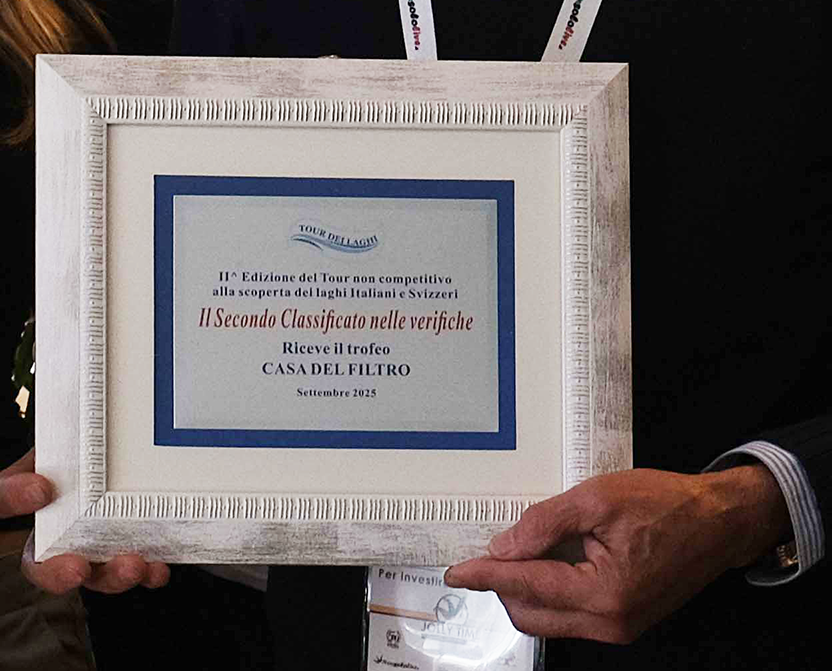 TOUR DEI LAGHI
II^ Edizione del Tour non competitivo
alla scoperta dei laghi Italiani e Svizzeri
Il Secondo Classificato nelle verifiche
Riceve il trofeo
CASA DEL FILTRO
Settembre 2025
Per Investir